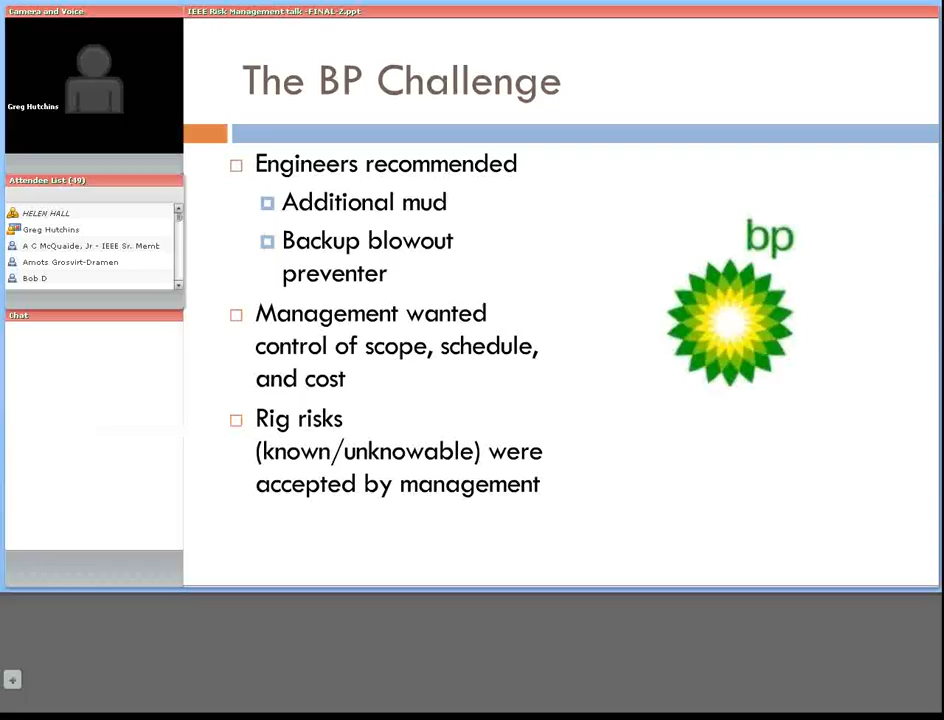 Camera and Voice
IEEE Risk Management talk -FINAL-2.ppt
Greg Hutchins
Attendee List (49)
HELEN HALL
Greg Hutchins
A C McQuaide, Jr - IEEE Sr. Memb
Amots Grosvirt-Dramen
Bob D
Chat
The BP Challenge
Engineers recommended
Additional mud
Backup blowout
preventer
Management wanted
control of scope, schedule,
and cost
Rig risks
(known/unknowable) were
accepted by management
bp